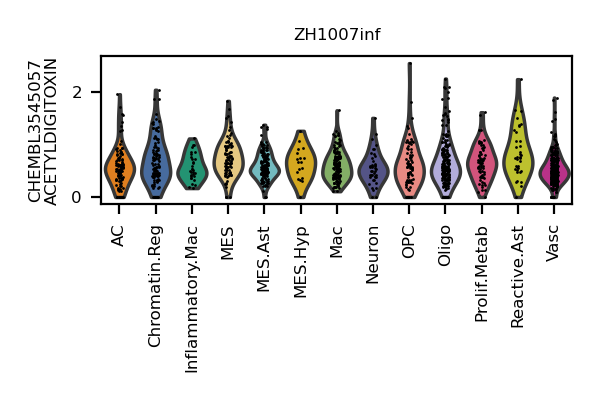 ZH1007inf
CHEMBL3545057
ACETYLDIGITOXIN
2
0
AC
Chromatin.Reg
Inflammatory.Mac
MES
MES.Ast
MES.Hyp
Mac
Neuron
OPC
Oligo
Prolif.Metab
Reactive.Ast
Vasc